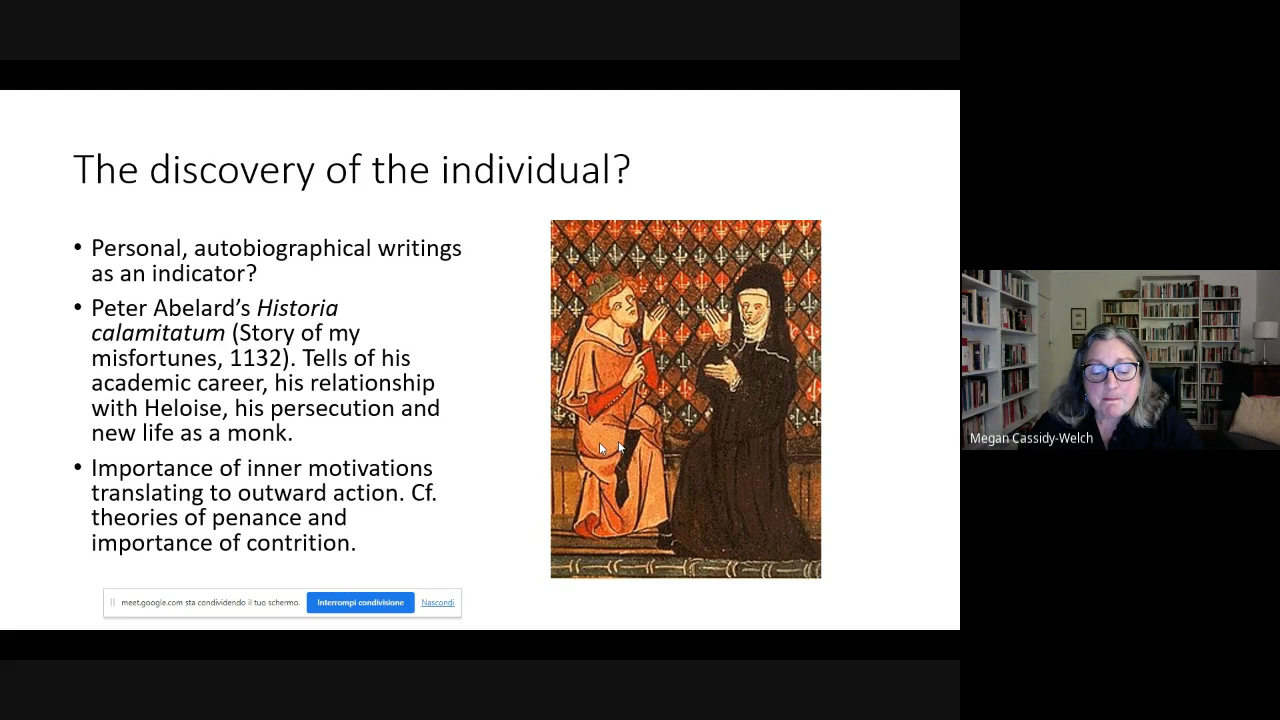 The discovery of the individual?
• Personal, autobiographical writings
as an indicator?
• Peter Abelard’s Historia
calamitatum (Story of my
misfortunes, 1132). Tells of his
academic career, his relationship
with Heloise, his persecution and
new life as a monk.
• Importance of inner motivations
translating to outward action. Cf.
theories of penance and
importance of contrition.
meet.google.com sta condividendo il tuo schermo. Interrompi condivisione Nascondi
Megan Cassidy-Welch